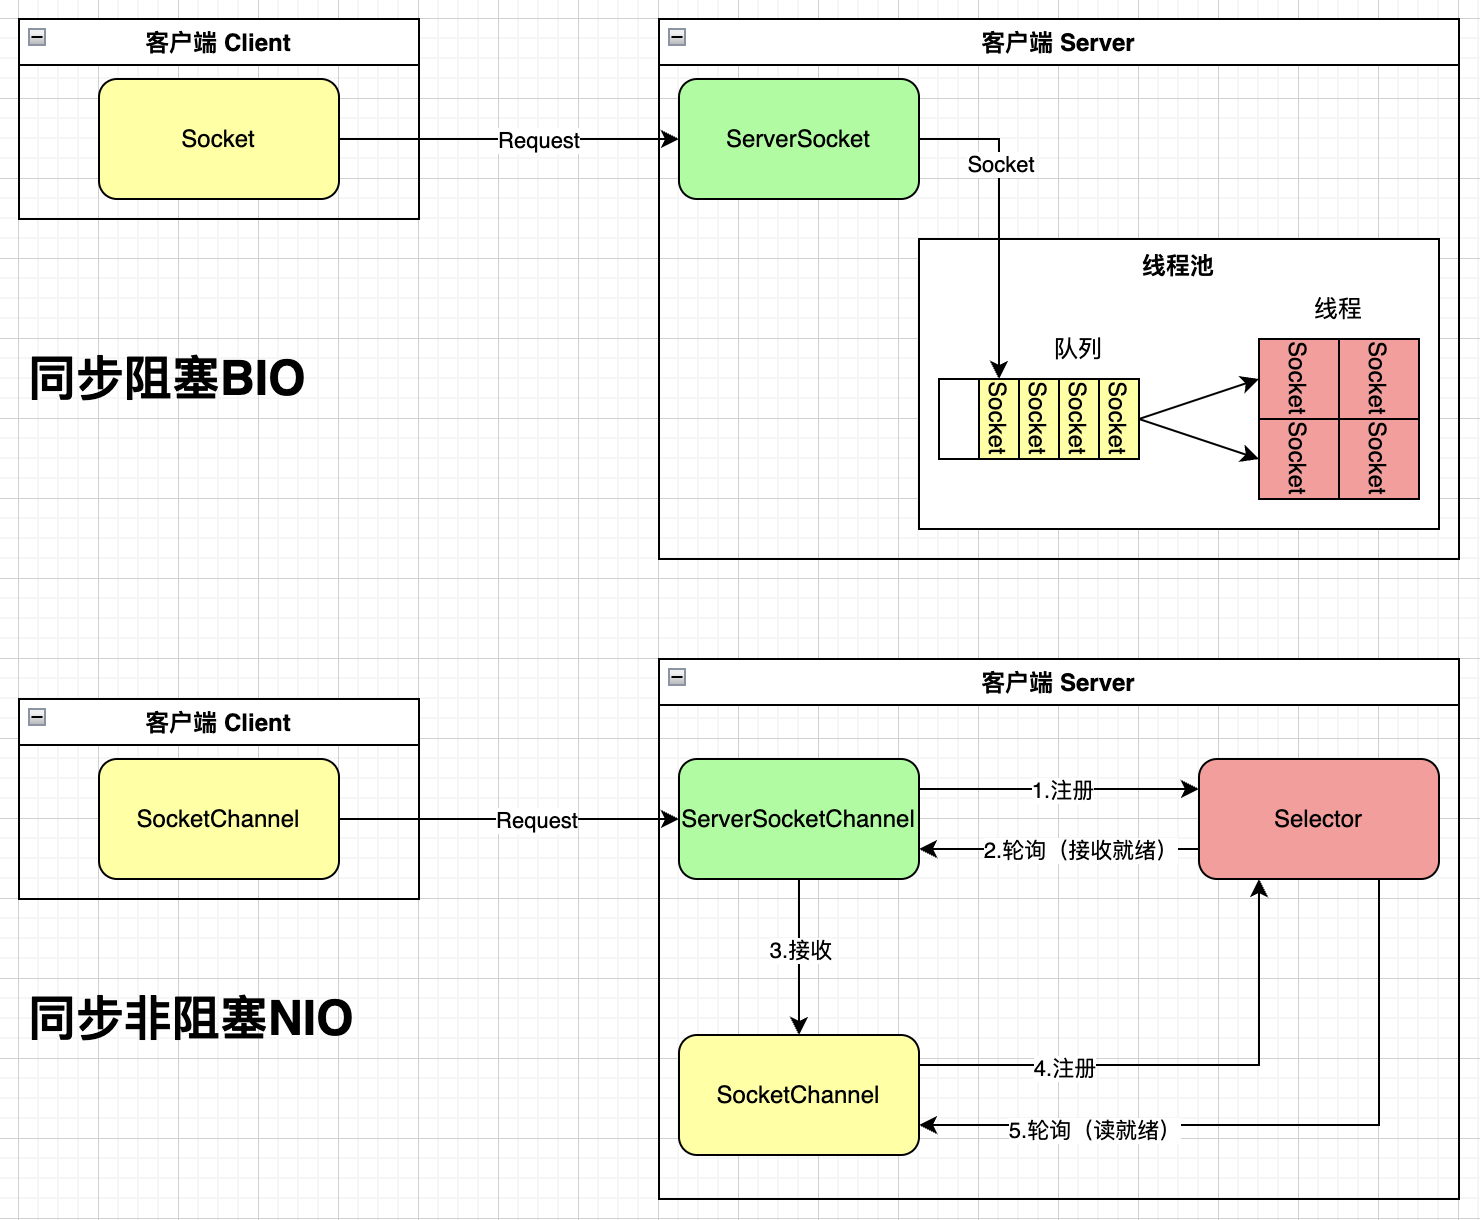 客户端 Client
Socket
Request
客户端 Server
ServerSocket
Socket
线程池
队列
线程
Socket
Socket
Socket
Socket
Socket
Socket
Socket
Socket
同步阻塞BIO
客户端 Client
SocketChannel
Request
客户端 Server
ServerSocketChannel
1.注册
2.轮询（接收就绪）
Selector
3.接收
SocketChannel
4.注册
5.轮询（读就绪）
同步非阻塞NIO